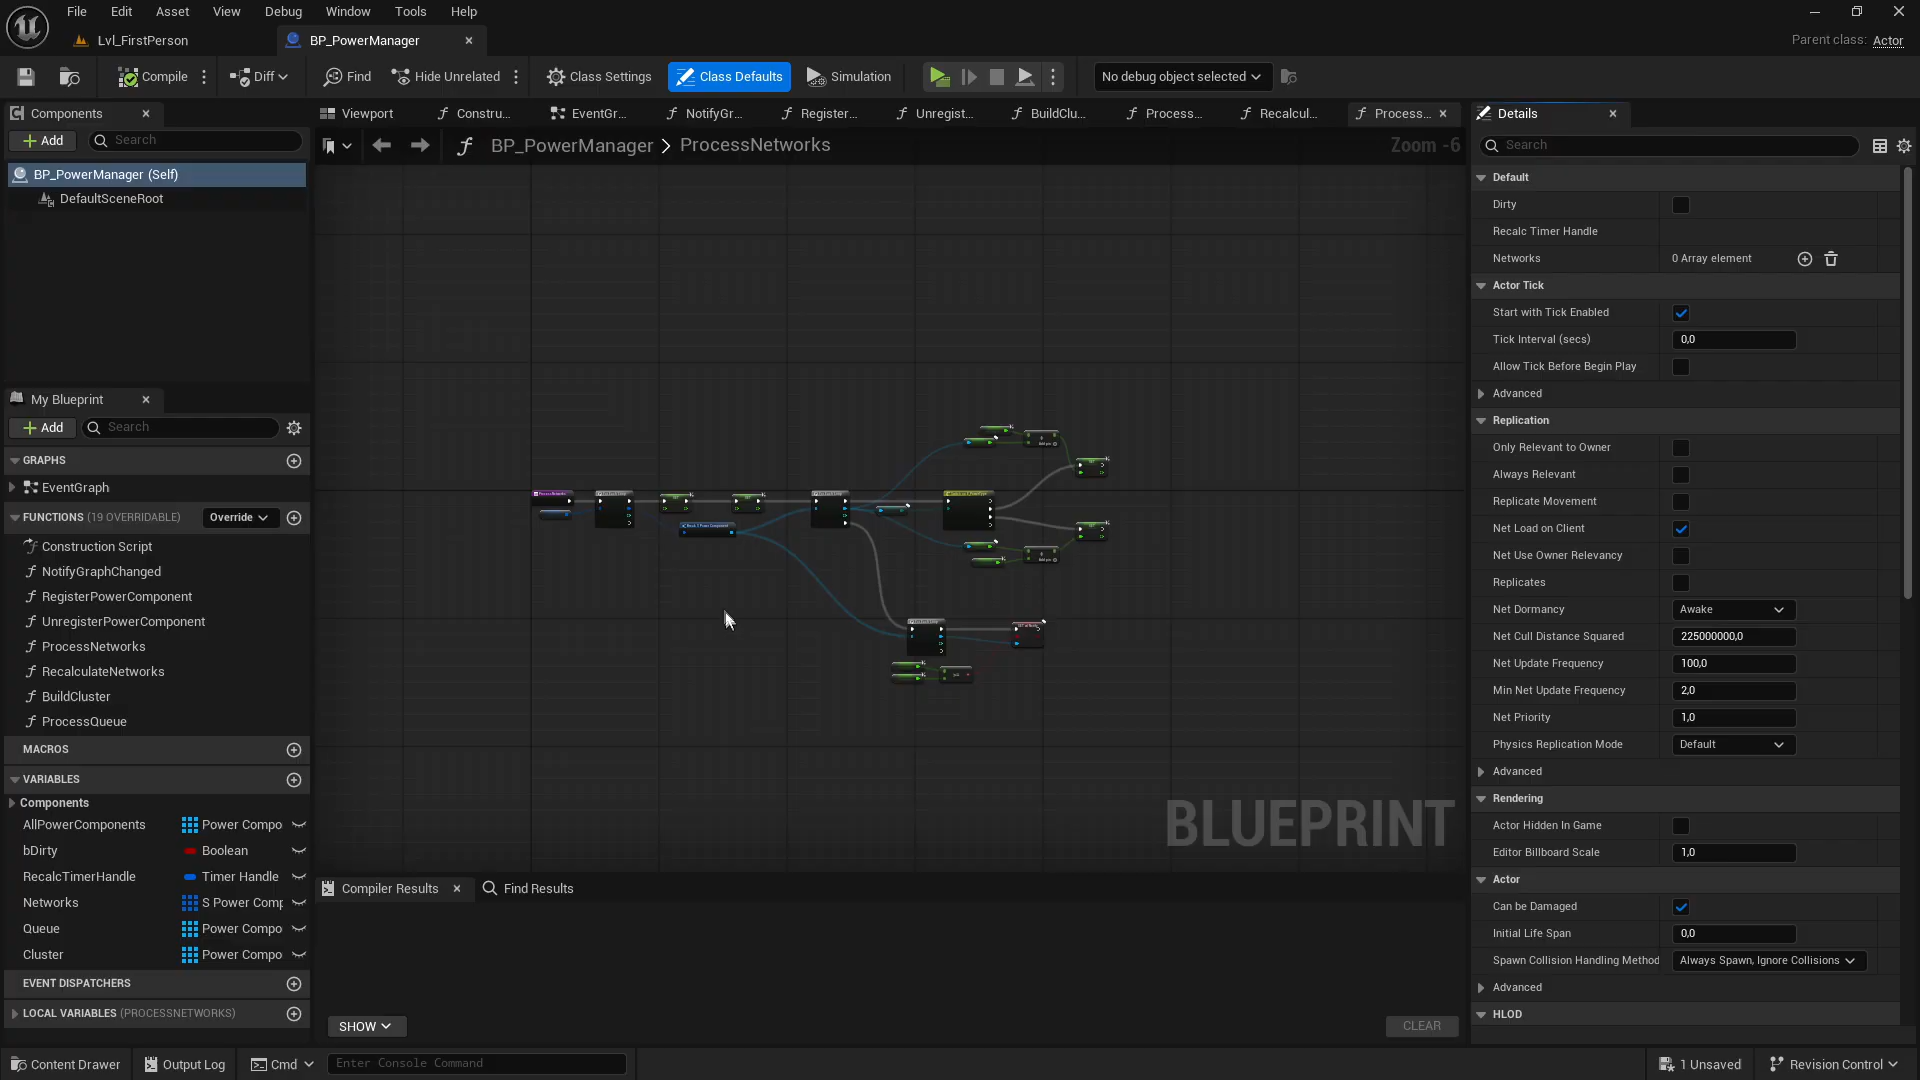 File Edit Asset View Debug Window Tools Help
Lvl_FirstPerson
BP_PowerManager
Parent class: Actor
Compile
Diff
Find
Hide Unrelated
Class Settings
Class Defaults
Simulation
No debug object selected
Components
Add
Search
BP_PowerManager (Self)
DefaultSceneRoot
My Blueprint
Add
Search
GRAPHS
EventGraph
FUNCTIONS (19 OVERRIDABLE)
Override
Construction Script
NotifyGraphChanged
RegisterPowerComponent
UnregisterPowerComponent
ProcessNetworks
RecalculateNetworks
BuildCluster
ProcessQueue
MACROS
VARIABLES
Components
AllPowerComponents Power Compo
bDirty Boolean
RecalcTimerHandle Timer Handle
Networks S Power Comp
Queue Power Compo
Cluster Power Compo
EVENT DISPATCHERS
LOCAL VARIABLES (PROCESSNETWORKS)
Viewport
Constru...
EventGr...
NotifyGr...
Register...
Unregist...
BuildClu...
Process...
Recalcul...
Process...
BP_PowerManager > ProcessNetworks
Zoom -6
BLUEPRINT
Compiler Results
Find Results
SHOW
CLEAR
Details
Search
Default
Dirty
Recalc Timer Handle
Networks 0 Array element
Actor Tick
Start with Tick Enabled
Tick Interval (secs) 0,0
Allow Tick Before Begin Play
Advanced
Replication
Only Relevant to Owner
Always Relevant
Replicate Movement
Net Load on Client
Net Use Owner Relevancy
Replicates
Net Dormancy Awake
Net Cull Distance Squared 225000000,0
Net Update Frequency 100,0
Min Net Update Frequency 2,0
Net Priority 1,0
Physics Replication Mode Default
Advanced
Rendering
Actor Hidden In Game
Editor Billboard Scale 1,0
Actor
Can be Damaged
Initial Life Span 0,0
Spawn Collision Handling Method Always Spawn, Ignore Collisions
Advanced
HLOD
Content Drawer
Output Log
Cmd
Enter Console Command
1 Unsaved
Revision Control